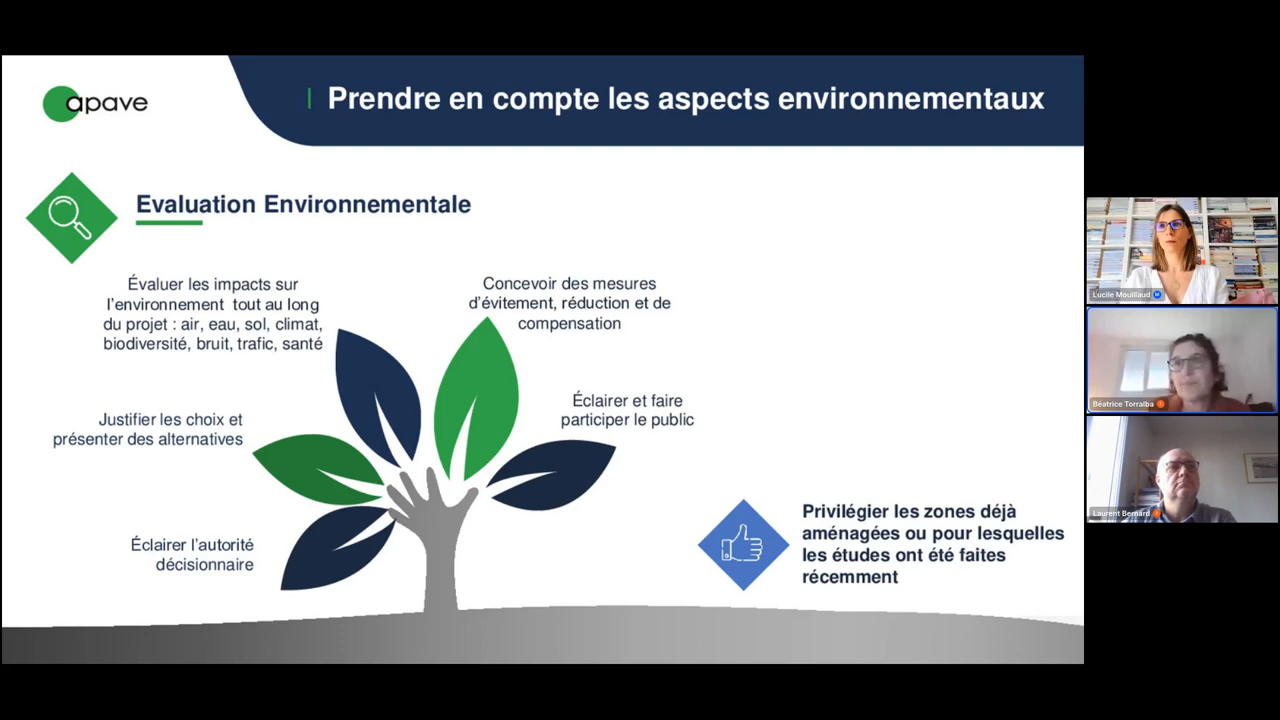 apave
Prendre en compte les aspects environnementaux
Evaluation Environnementale
Évaluer les impacts sur
l’environnement tout au long
du projet : air, eau, sol, climat,
biodiversité, bruit, trafic, santé
Concevoir des mesures
d’évitement, réduction et de
compensation
Éclairer et faire
participer le public
Justifier les choix et
présenter des alternatives
Éclairer l’autorité
décisionnaire
Privilégier les zones déjà
aménagées ou pour lesquelles
les études ont été faites
récemment
Lucile Mouillaud
Béatrice Torralba
Laurent Bernard